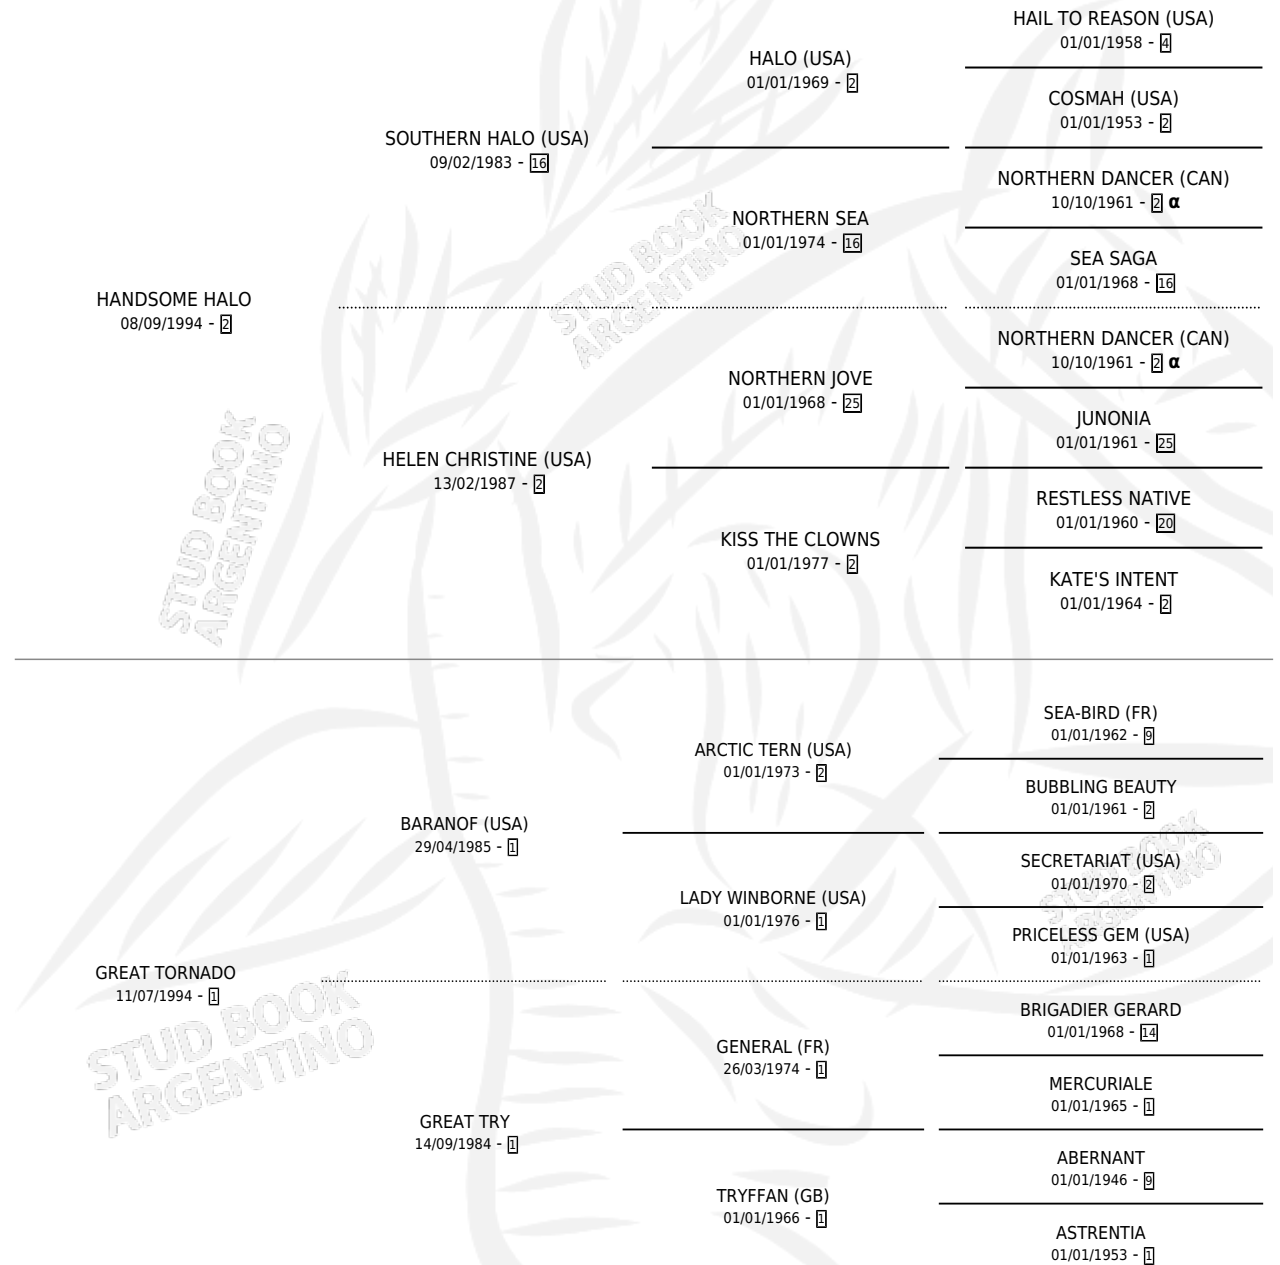 HAIL TO REASON (USA)
01/01/1958 - 4
HALO (USA)
01/01/1969 - 2
COSMAH (USA)
01/01/1953 - 2
SOUTHERN HALO (USA)
09/02/1983 - 16
NORTHERN DANCER (CAN)
10/10/1961 - 2 α
NORTHERN SEA
01/01/1974 - 16
SEA SAGA
01/01/1968 - 16
HANDSOME HALO
08/09/1994 - 2
NORTHERN DANCER (CAN)
10/10/1961 - 2 α
NORTHERN JOVE
01/01/1968 - 25
JUNONIA
01/01/1961 - 25
HELEN CHRISTINE (USA)
13/02/1987 - 2
RESTLESS NATIVE
01/01/1960 - 20
KISS THE CLOWNS
01/01/1977 - 2
KATE'S INTENT
01/01/1964 - 2
SEA-BIRD (FR)
01/01/1962 - 9
ARCTIC TERN (USA)
01/01/1973 - 2
BUBBLING BEAUTY
01/01/1961 - 2
BARANOF (USA)
29/04/1985 - 1
SECRETARIAT (USA)
01/01/1970 - 2
LADY WINBORNE (USA)
01/01/1976 - 1
PRICELESS GEM (USA)
01/01/1963 - 1
GREAT TORNADO
11/07/1994 - 1
BRIGADIER GERARD
01/01/1968 - 14
GENERAL (FR)
26/03/1974 - 1
MERCURIALE
01/01/1965 - 1
GREAT TRY
14/09/1984 - 1
ABERNANT
01/01/1946 - 9
TRYFFAN (GB)
01/01/1966 - 1
ASTRENTIA
01/01/1953 - 1
STUD BOOK
ARGENTINO
STUD BOOK
ARGENTINO
STUD BOOK
ARGENTINO
STUD BOOK
ARGENTINO